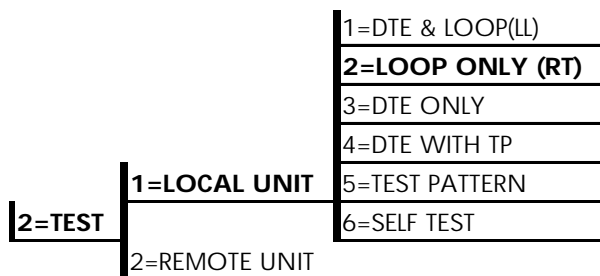 1=DTE & LOOP(LL)
2=LOOP ONLY (RT)
3=DTE ONLY
4=DTE WITH TP
1=LOCAL UNIT 5=TEST PATTERN
2=TEST 6=SELF TEST
2=REMOTE UNIT